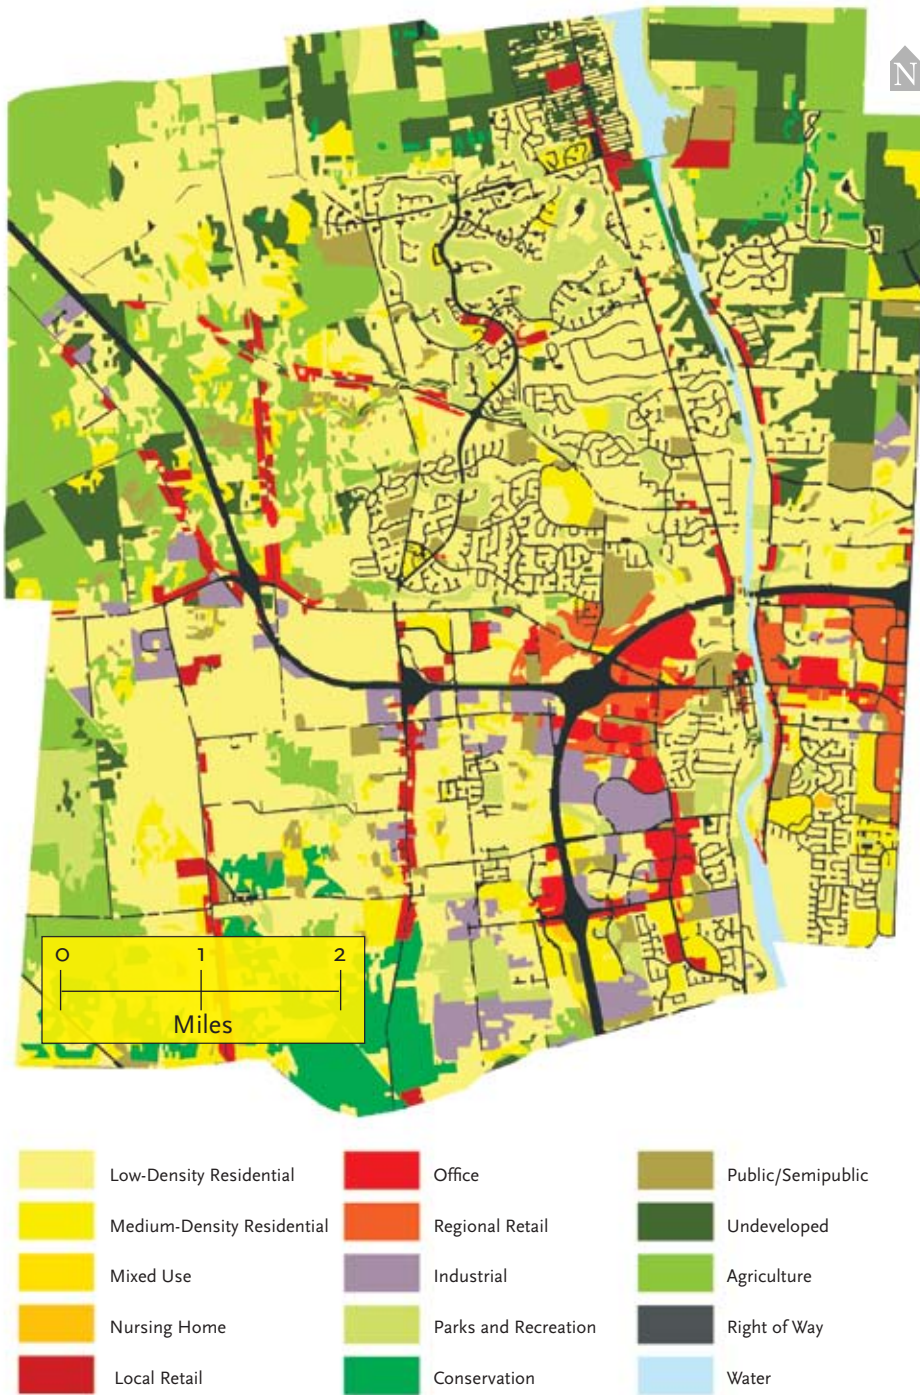 N
0 1 2
Miles
Low-Density Residential
Medium-Density Residential
Mixed Use
Nursing Home
Local Retail
Office
Regional Retail
Industrial
Parks and Recreation
Conservation
Public/Semipublic
Undeveloped
Agriculture
Right of Way
Water